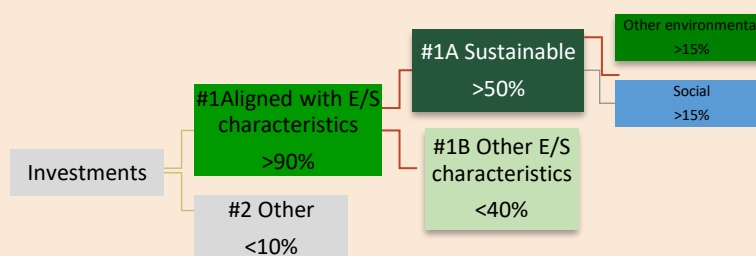 Other environmenta
>15%
#1A Sustainable
>50%
Social
>15%
#1Aligned with E/S
characteristics
>90%
#1B Other E/S
characteristics
<40%
Investments
#2 Other
<10%